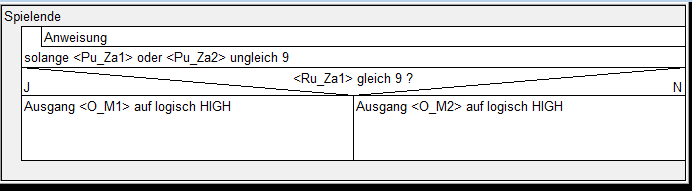 Spielende
Anweisung
solange <Pu_Za1> oder <Pu_Za2> ungleich 9
<Ru_Za1> gleich 9 ?
J
N
Ausgang <O_M1> auf logisch HIGH
Ausgang <O_M2> auf logisch HIGH